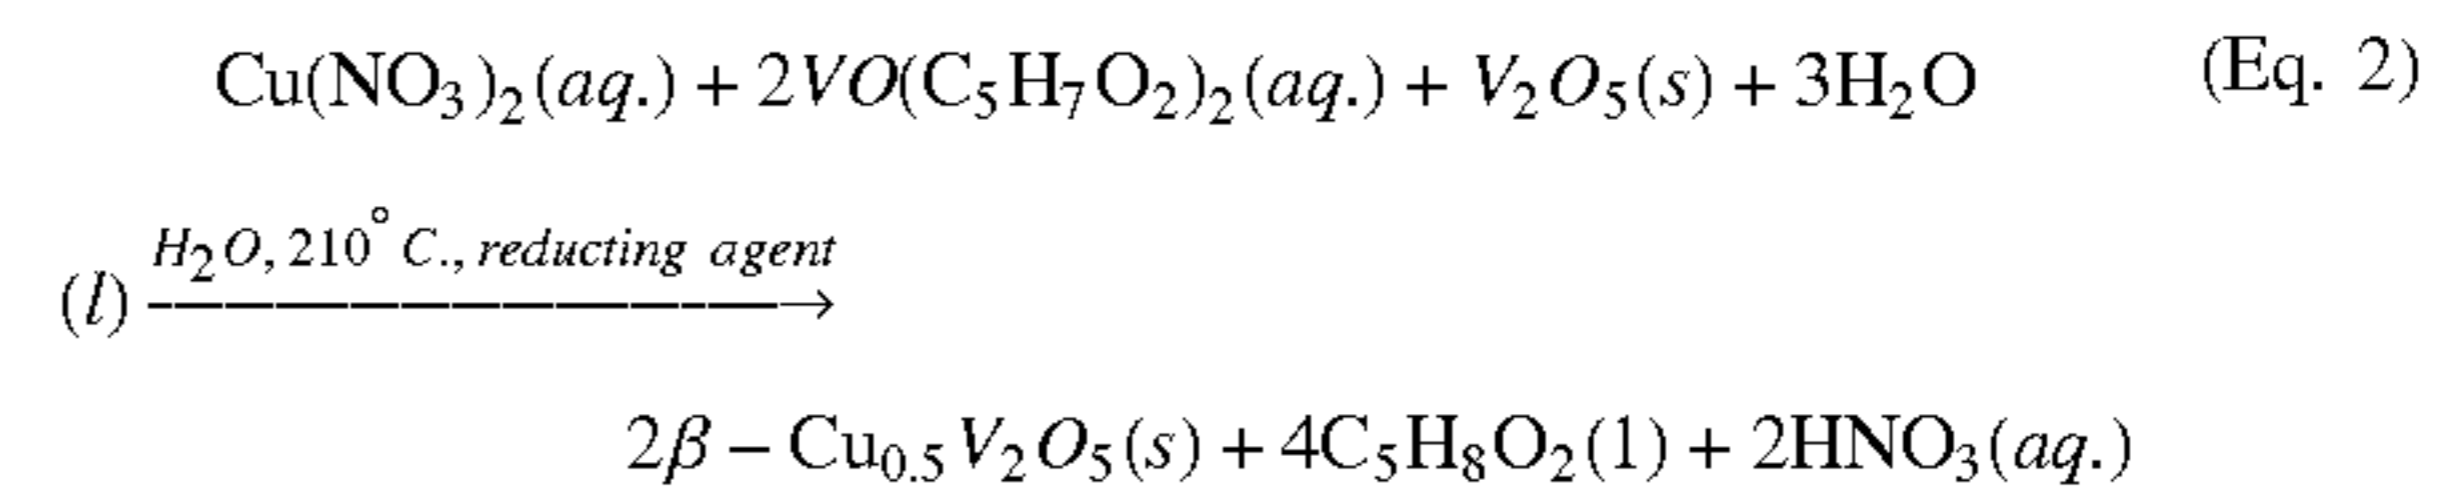 Cu(NO₃)₂(aq.) + 2VO(C₅H₇O₂)₂(aq.) + V₂O₅(s) + 3H₂O (Eq. 2)
(l) H₂O, 210° C., reducting agent →
2β – Cu₀.₅V₂O₅(s) + 4C₅H₈O₂(1) + 2HNO₃(aq.)